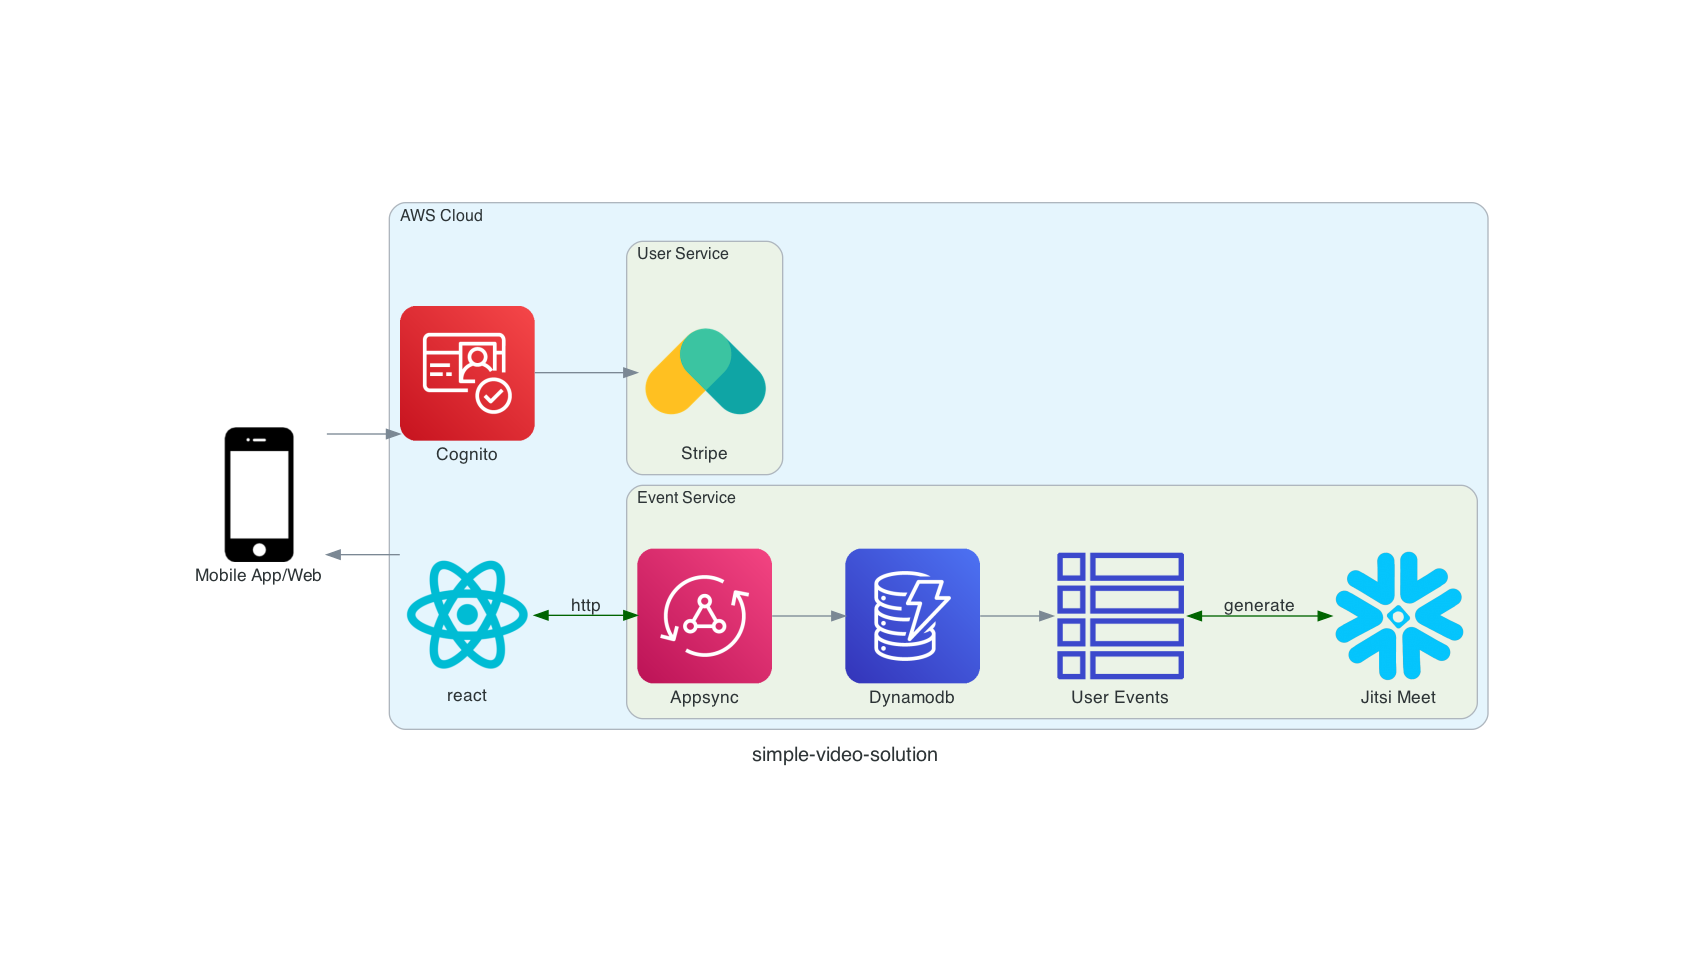 AWS Cloud
User Service
Cognito
Stripe
Mobile App/Web
Event Service
http
generate
react
Appsync
Dynamodb
User Events
Jitsi Meet
simple-video-solution